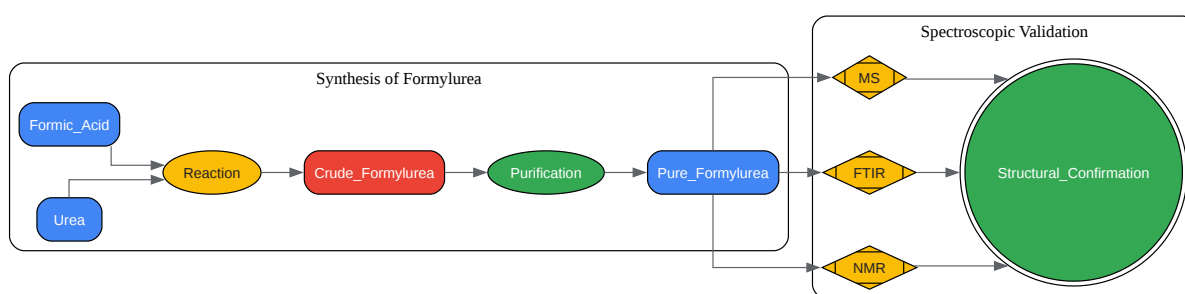 Spectroscopic Validation
Synthesis of Formylurea
MS
Formic_Acid
Reaction
Crude_Formylurea
Purification
Pure_Formylurea
FTIR
Structural_Confirmation
Urea
NMR